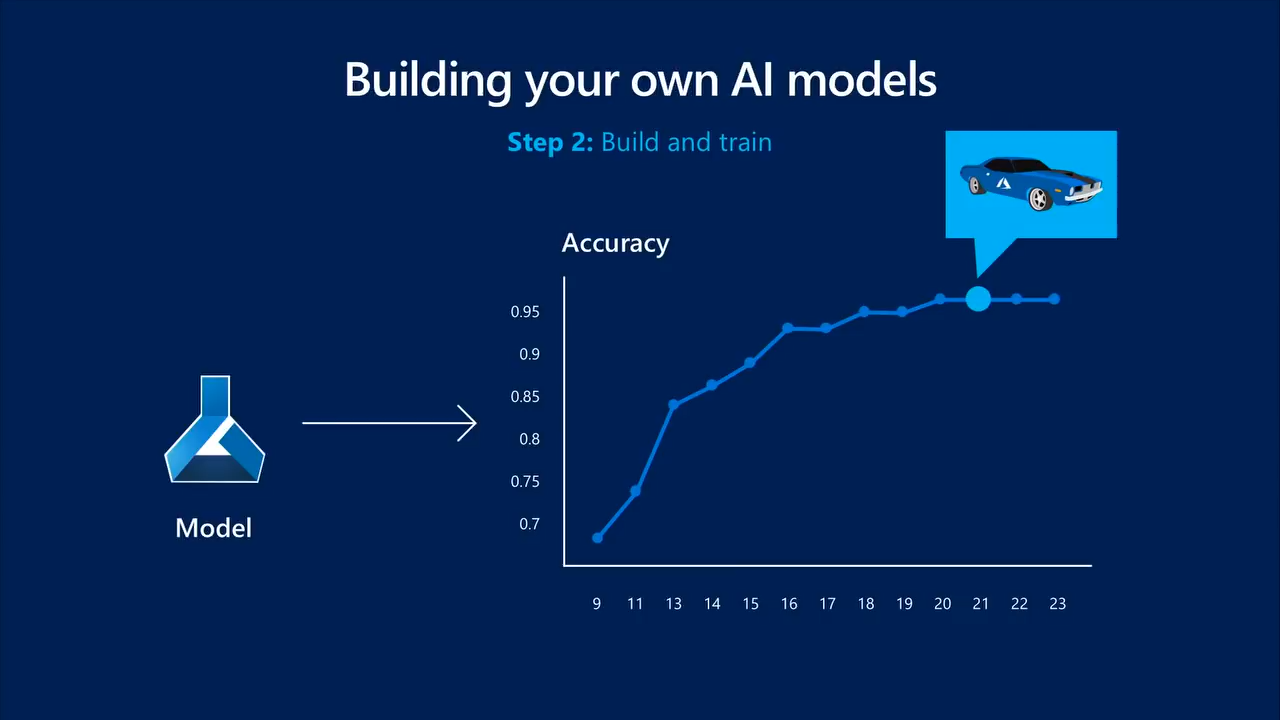 Building your own AI models
Step 2: Build and train
Accuracy
0.95
0.9
0.85
0.8
0.75
0.7
Model
9 11 13 14 15 16 17 18 19 20 21 22 23